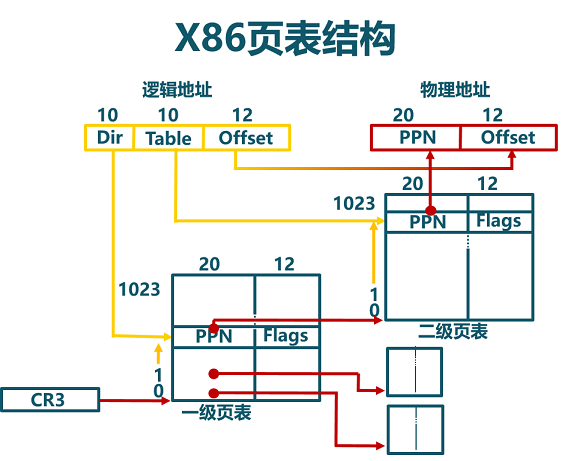 X86页表结构
逻辑地址
物理地址
10 10 12
20 12
Dir Table Offset
PPN Offset
20 12
1023
PPN Flags
20 12
1023
1
0
二级页表
PPN Flags
1
0
CR3
一级页表